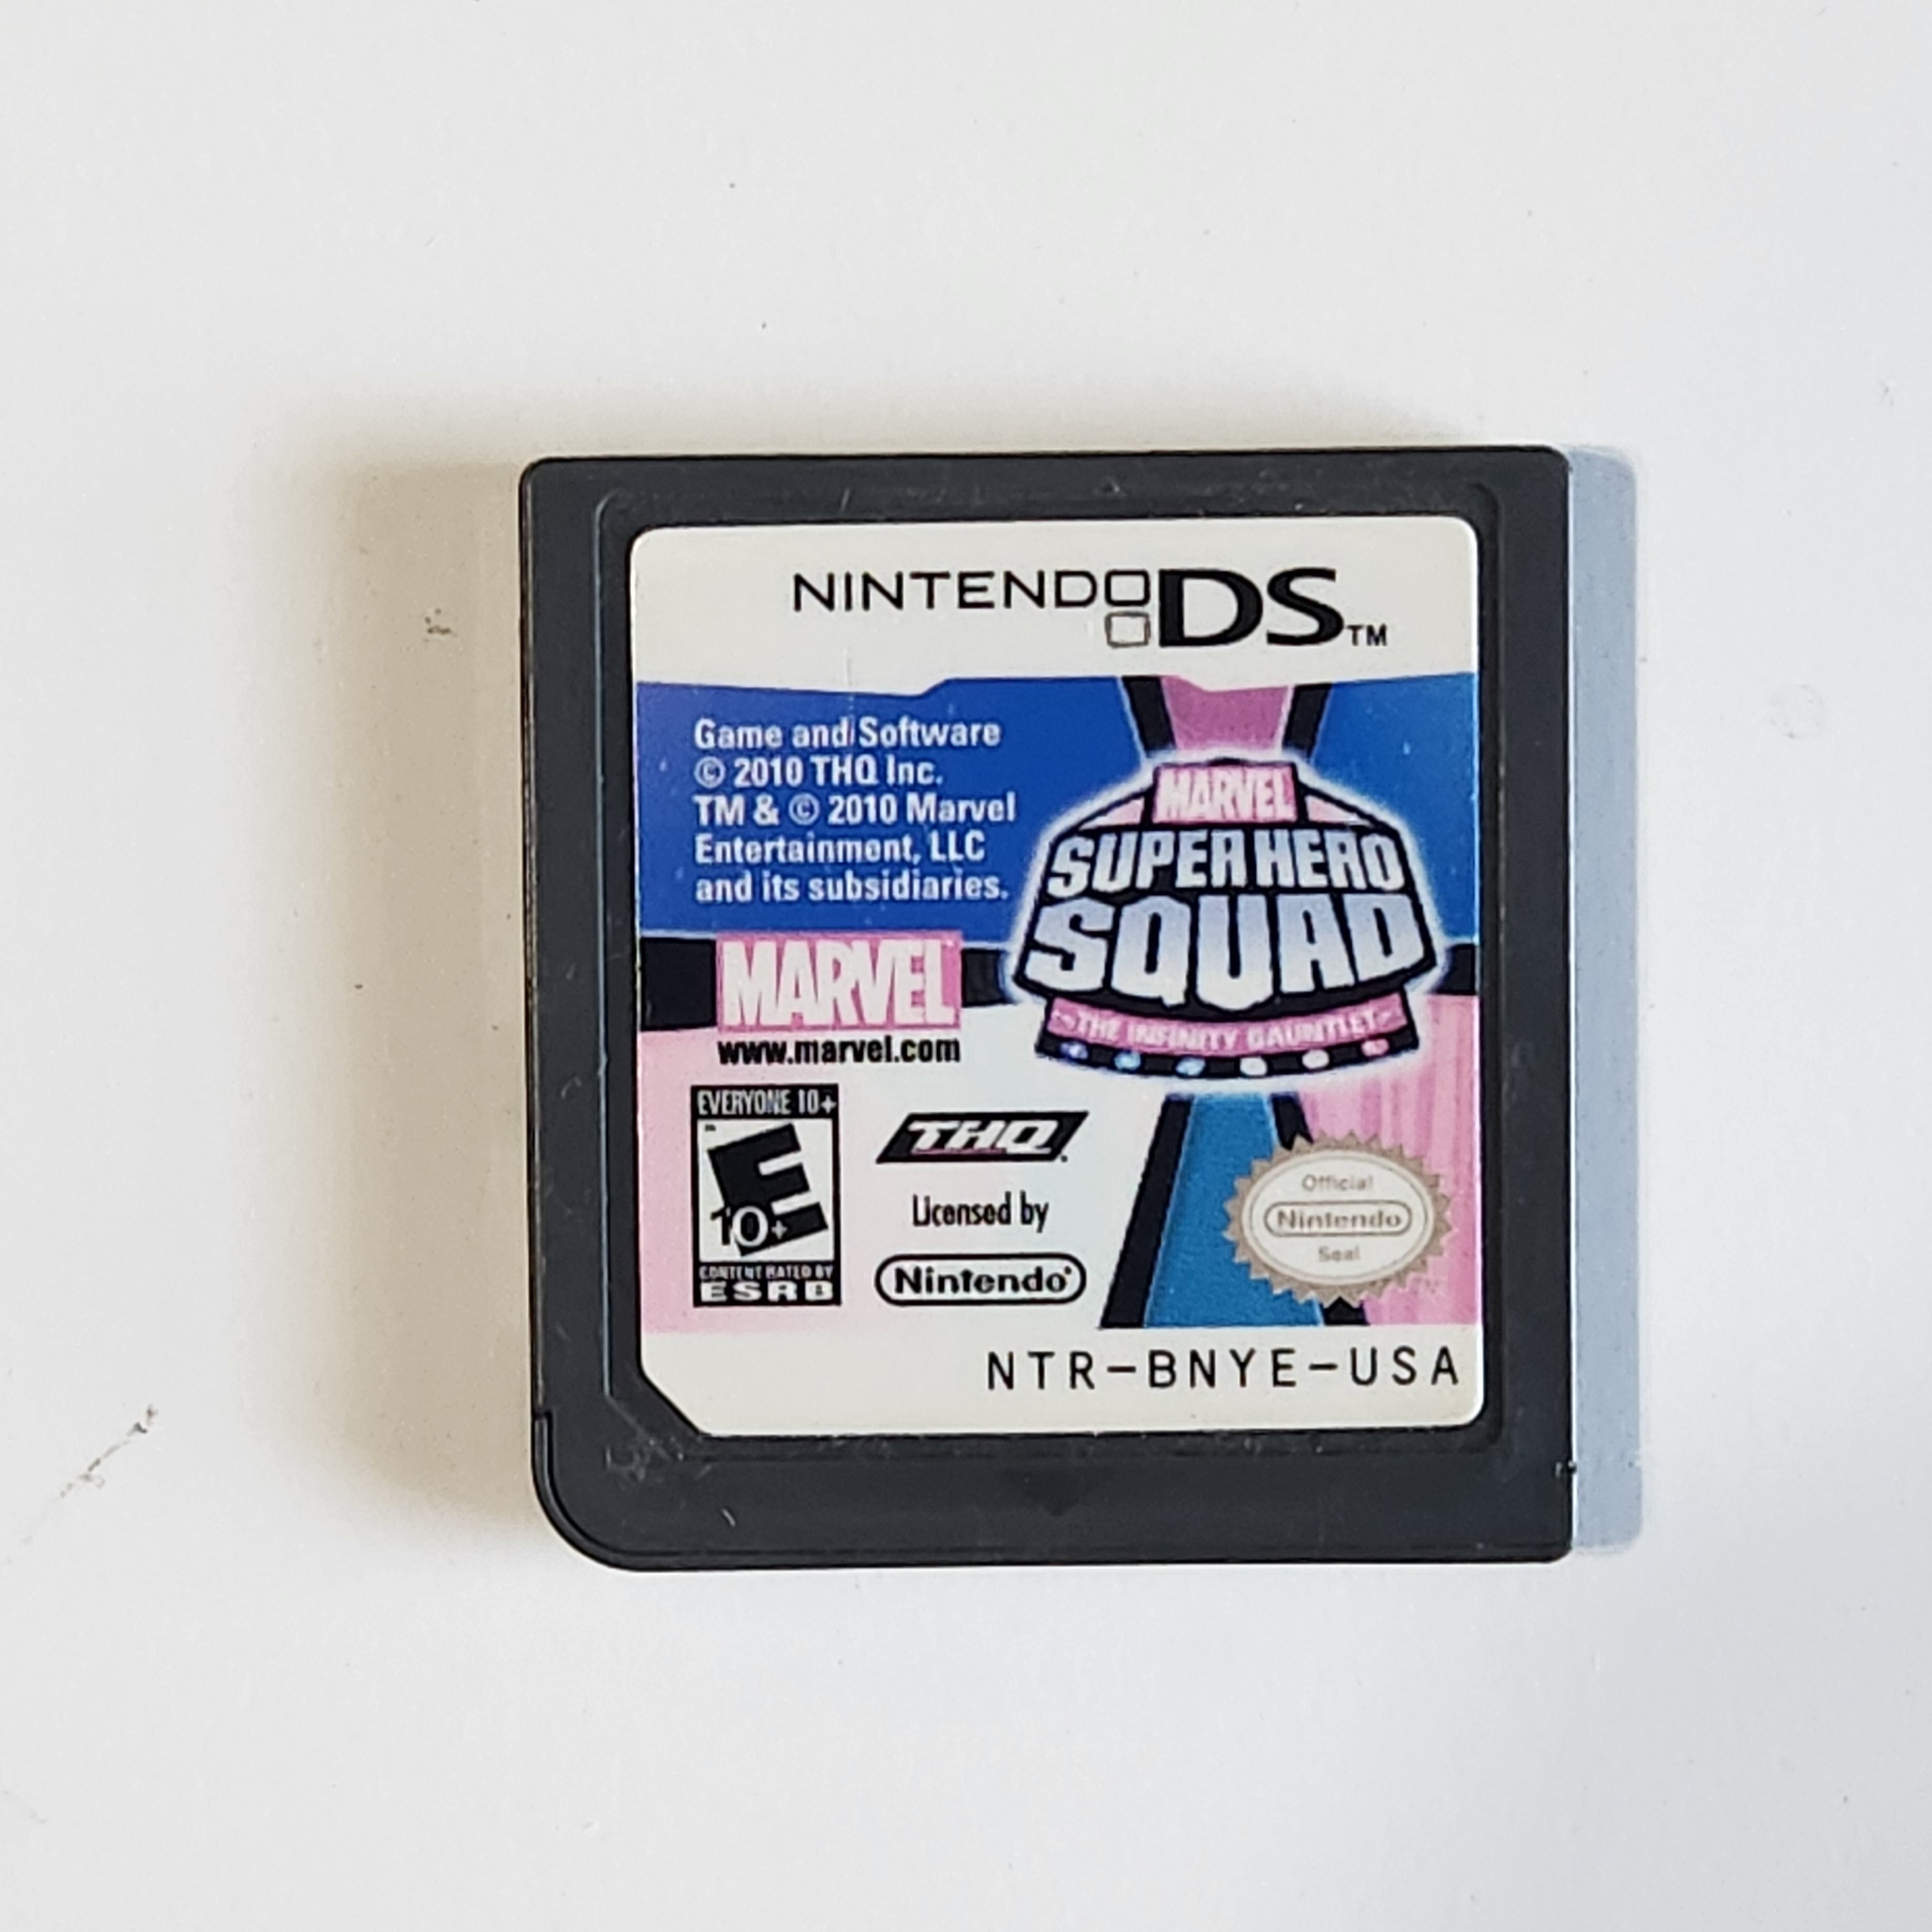 NINTENDO DS TM
Game and Software
© 2010 THQ Inc.
TM & © 2010 Marvel
Entertainment, LLC
and its subsidiaries.
MARVEL
www.marvel.com
MARVEL
SUPER HERO
SQUAD
~THE INFINITY GAUNTLET~
EVERYONE 10+
E
10+
CONTENT RATED BY
ESRB
THQ
Licensed by
Nintendo®
Official
Nintendo
Seal
NTR-BNYE-USA